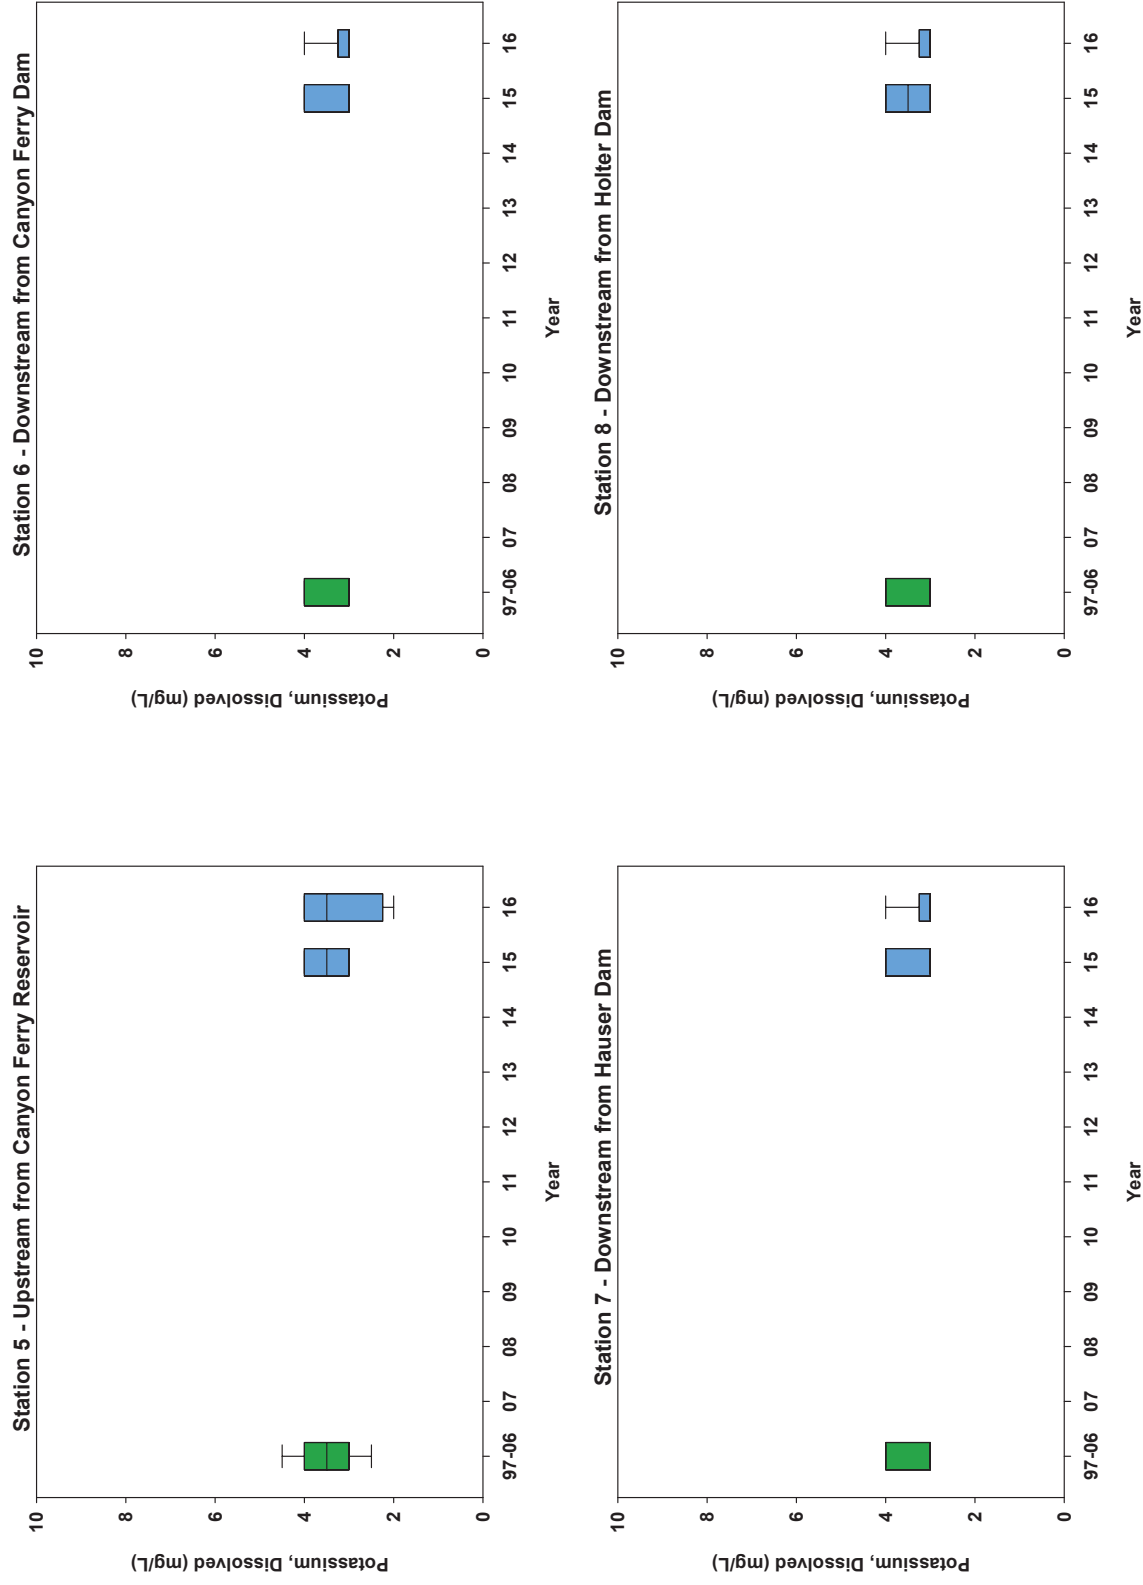 Station 5 - Upstream from Canyon Ferry Reservoir
Potassium, Dissolved (mg/L)
10
8
6
4
2
0
97-06 07 08 09 10 11 12 13 14 15 16
Year
Station 6 - Downstream from Canyon Ferry Dam
Potassium, Dissolved (mg/L)
10
8
6
4
2
0
97-06 07 08 09 10 11 12 13 14 15 16
Year
Station 7 - Downstream from Hauser Dam
Potassium, Dissolved (mg/L)
10
8
6
4
2
0
97-06 07 08 09 10 11 12 13 14 15 16
Year
Station 8 - Downstream from Holter Dam
Potassium, Dissolved (mg/L)
10
8
6
4
2
0
97-06 07 08 09 10 11 12 13 14 15 16
Year